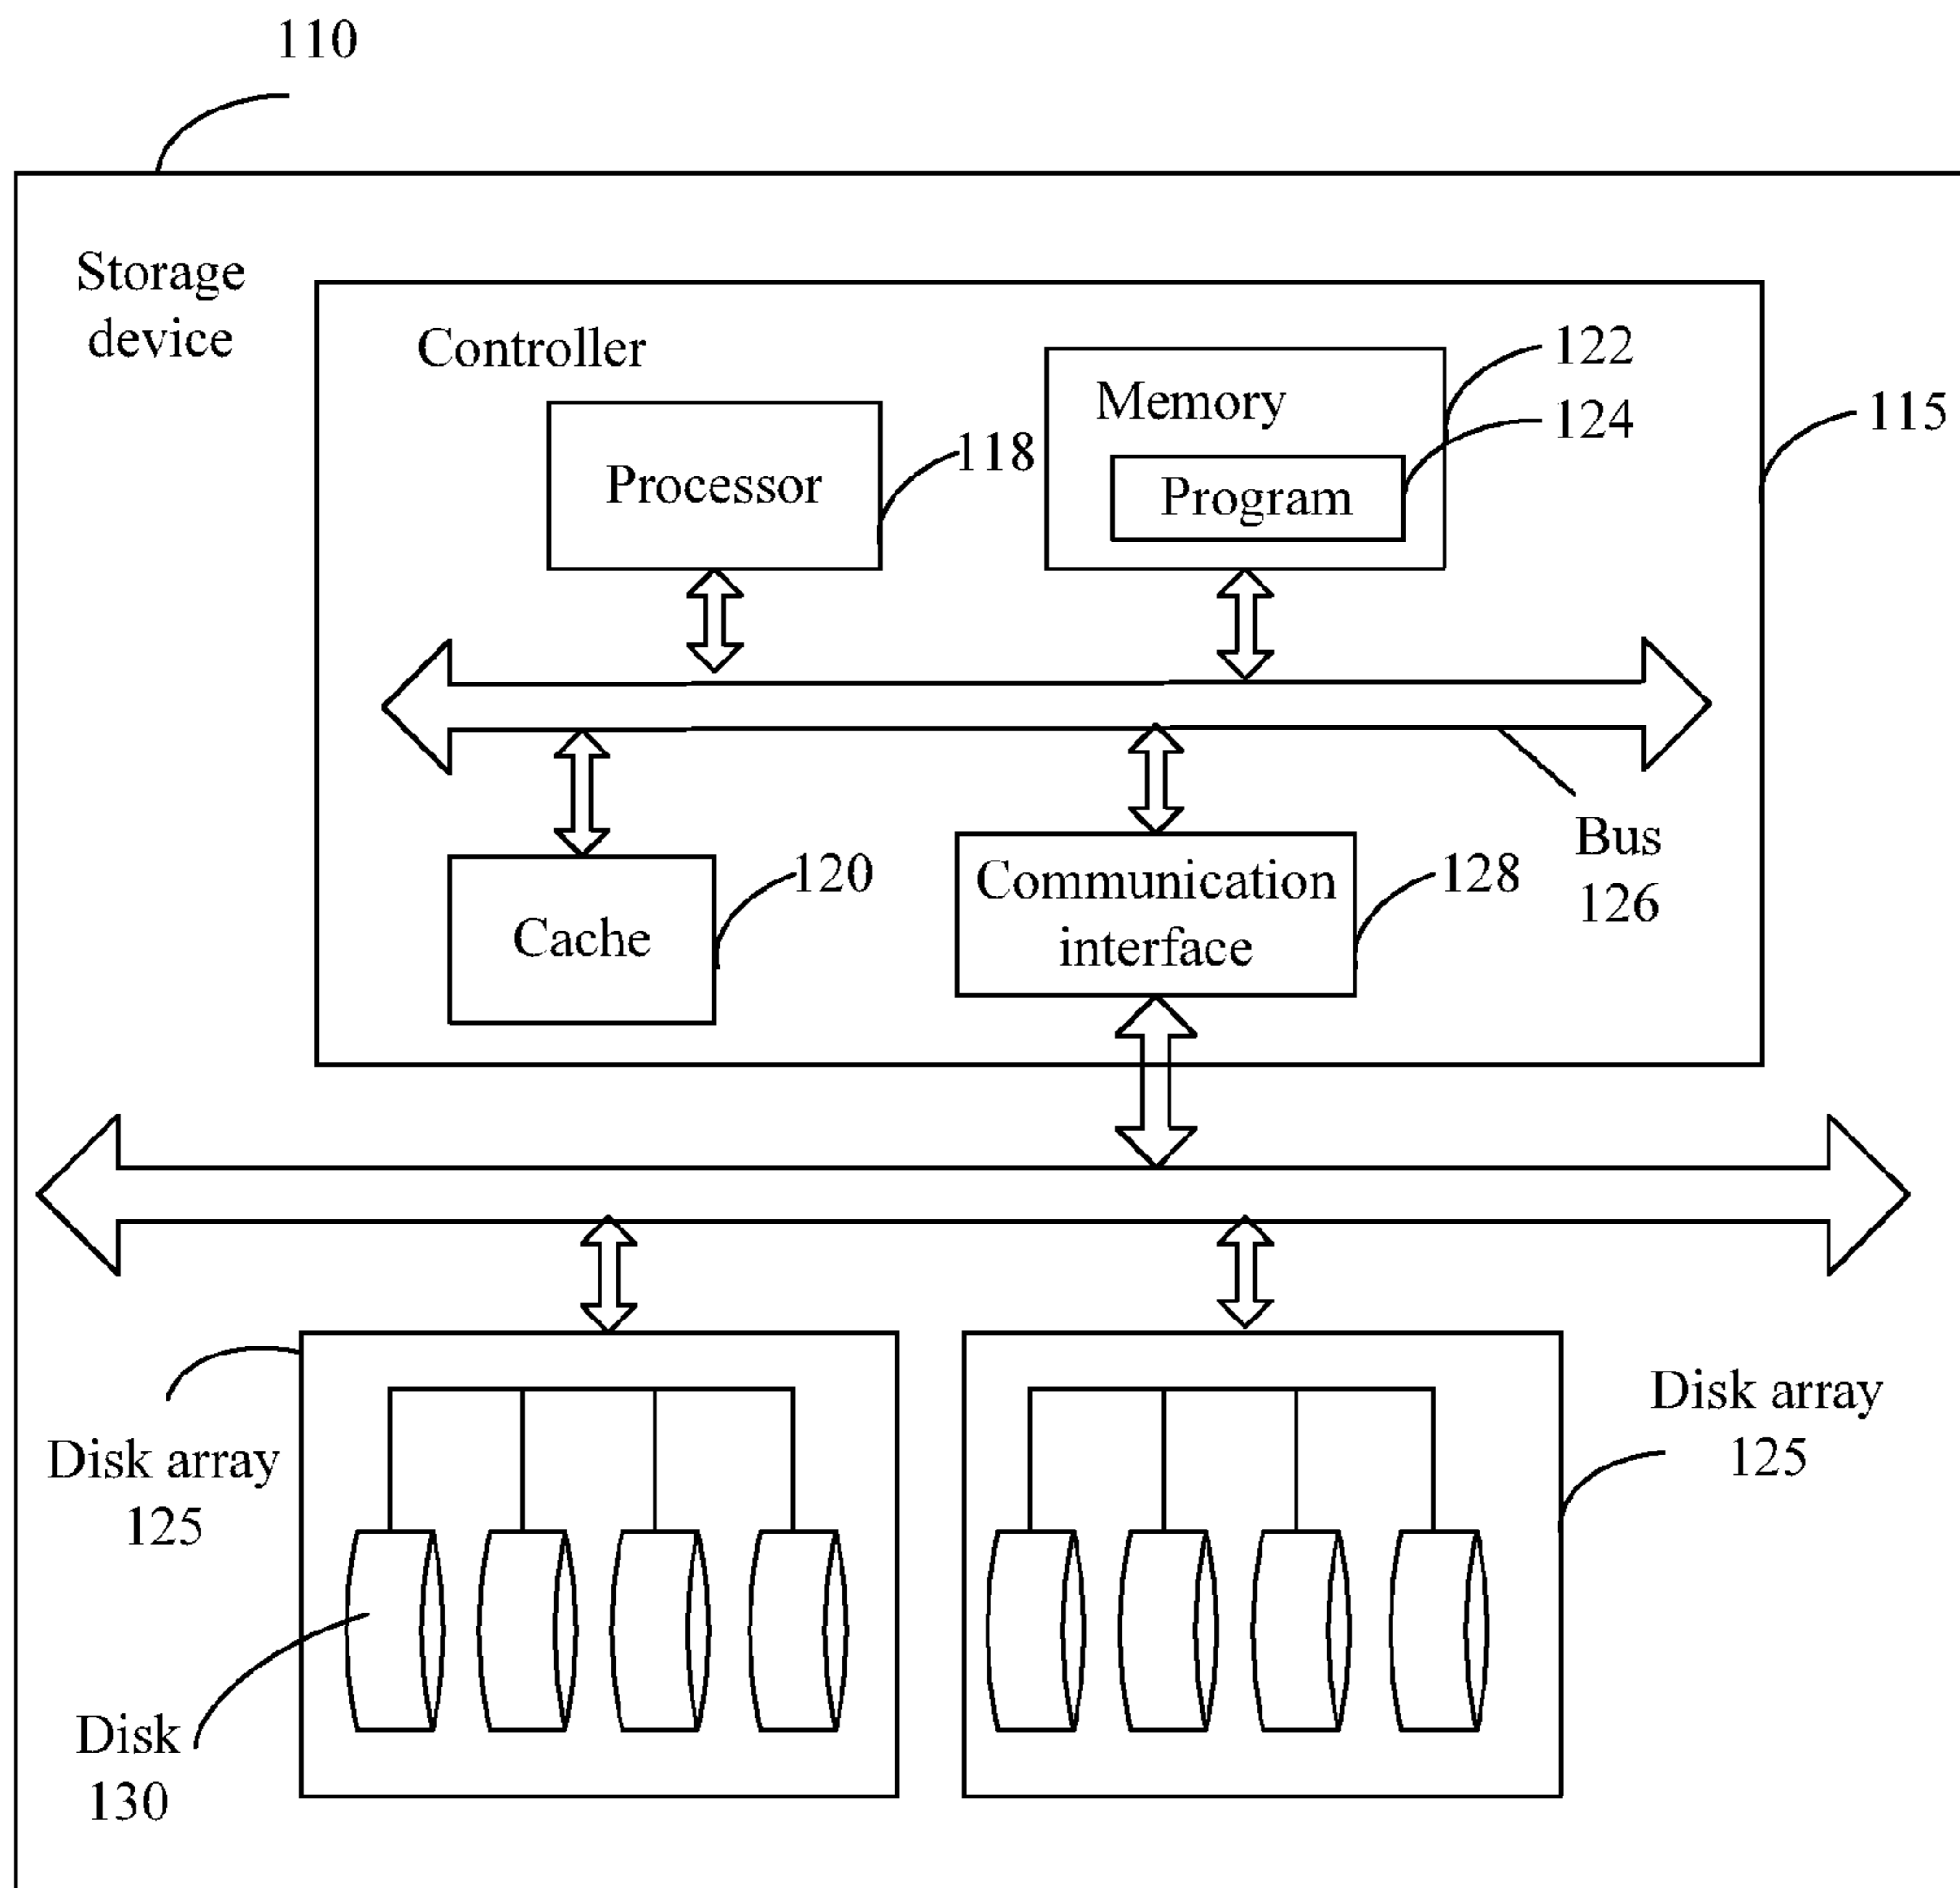 110
Storage
device
Controller
Processor
118
Memory
Program
122
124
115
Bus
126
Cache
120
Communication
interface
128
Disk array
125
Disk
130
Disk array
125